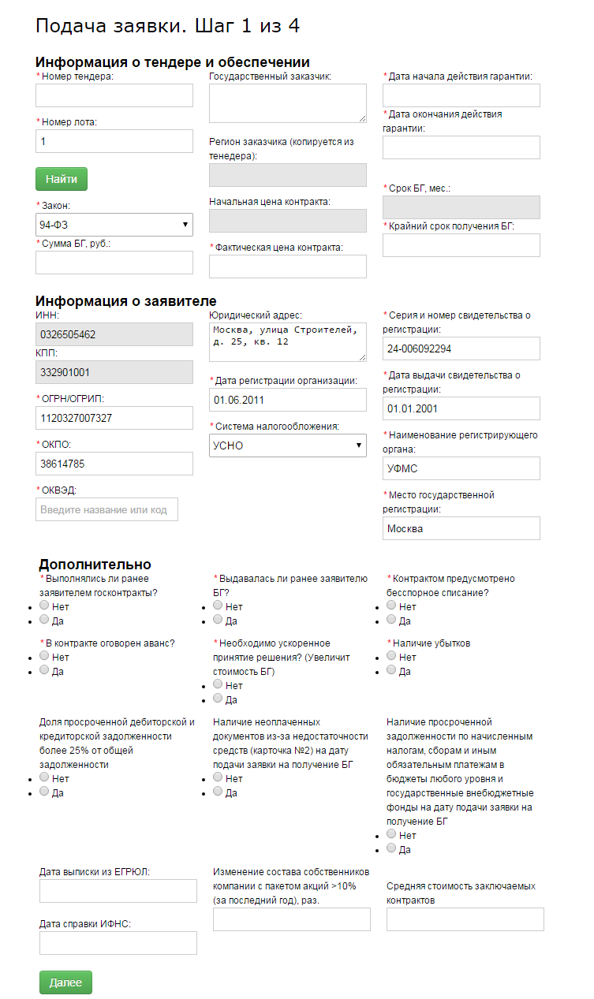 Подача заявки. Шаг 1 из 4
Информация о тендере и обеспечении
* Номер тендера:
* Номер лота:
1
Найти
* Закон:
94-ФЗ
* Сумма БГ, руб.:
Государственный заказчик:
Регион заказчика (копируется из
тенедера):
Начальная цена контракта:
* Фактическая цена контракта:
* Дата начала действия гарантии:
* Дата окончания действия
гарантии:
* Срок БГ, мес.:
* Крайний срок получения БГ:
Информация о заявителе
ИНН:
0326505462
КПП:
332901001
* ОГРН/ОГРИП:
1120327007327
* ОКПО:
38614785
* ОКВЭД:
Введите название или код
Юридический адрес:
Москва, улица Строителей,
д. 25, кв. 12
* Дата регистрации организации:
01.06.2011
* Система налогообложения:
УСНО
* Серия и номер свидетельства о
регистрации:
24-006092294
* Дата выдачи свидетельства о
регистрации:
01.01.2001
* Наименование регистрирующего
органа:
УФМС
* Место государственной
регистрации:
Москва
Дополнительно
* Выполнялись ли ранее
заявителем госконтракты?
Нет
Да
* Выдавалась ли ранее заявителю
БГ?
Нет
Да
* Контрактом предусмотрено
бесспорное списание?
Нет
Да
* В контракте оговорен аванс?
Нет
Да
* Необходимо ускоренное
принятие решения? (Увеличит
стоимость БГ)
Нет
Да
* Наличие убытков
Нет
Да
Доля просроченной дебиторской и
кредиторской задолженности
более 25% от общей
задолженности
Нет
Да
Наличие неоплаченных
документов из-за недостаточности
средств (карточка №2) на дату
подачи заявки на получение БГ
Нет
Да
Наличие просроченной
задолженности по начисленным
налогам, сборам и иным
обязательным платежам в
бюджеты любого уровня и
государственные внебюджетные
фонды на дату подачи заявки на
получение БГ
Нет
Да
Дата выписки из ЕГРЮЛ:
Изменение состава собственников
компании с пакетом акций >10%
(за последний год), раз.
Средняя стоимость заключаемых
контрактов
Дата справки ИФНС:
Далее